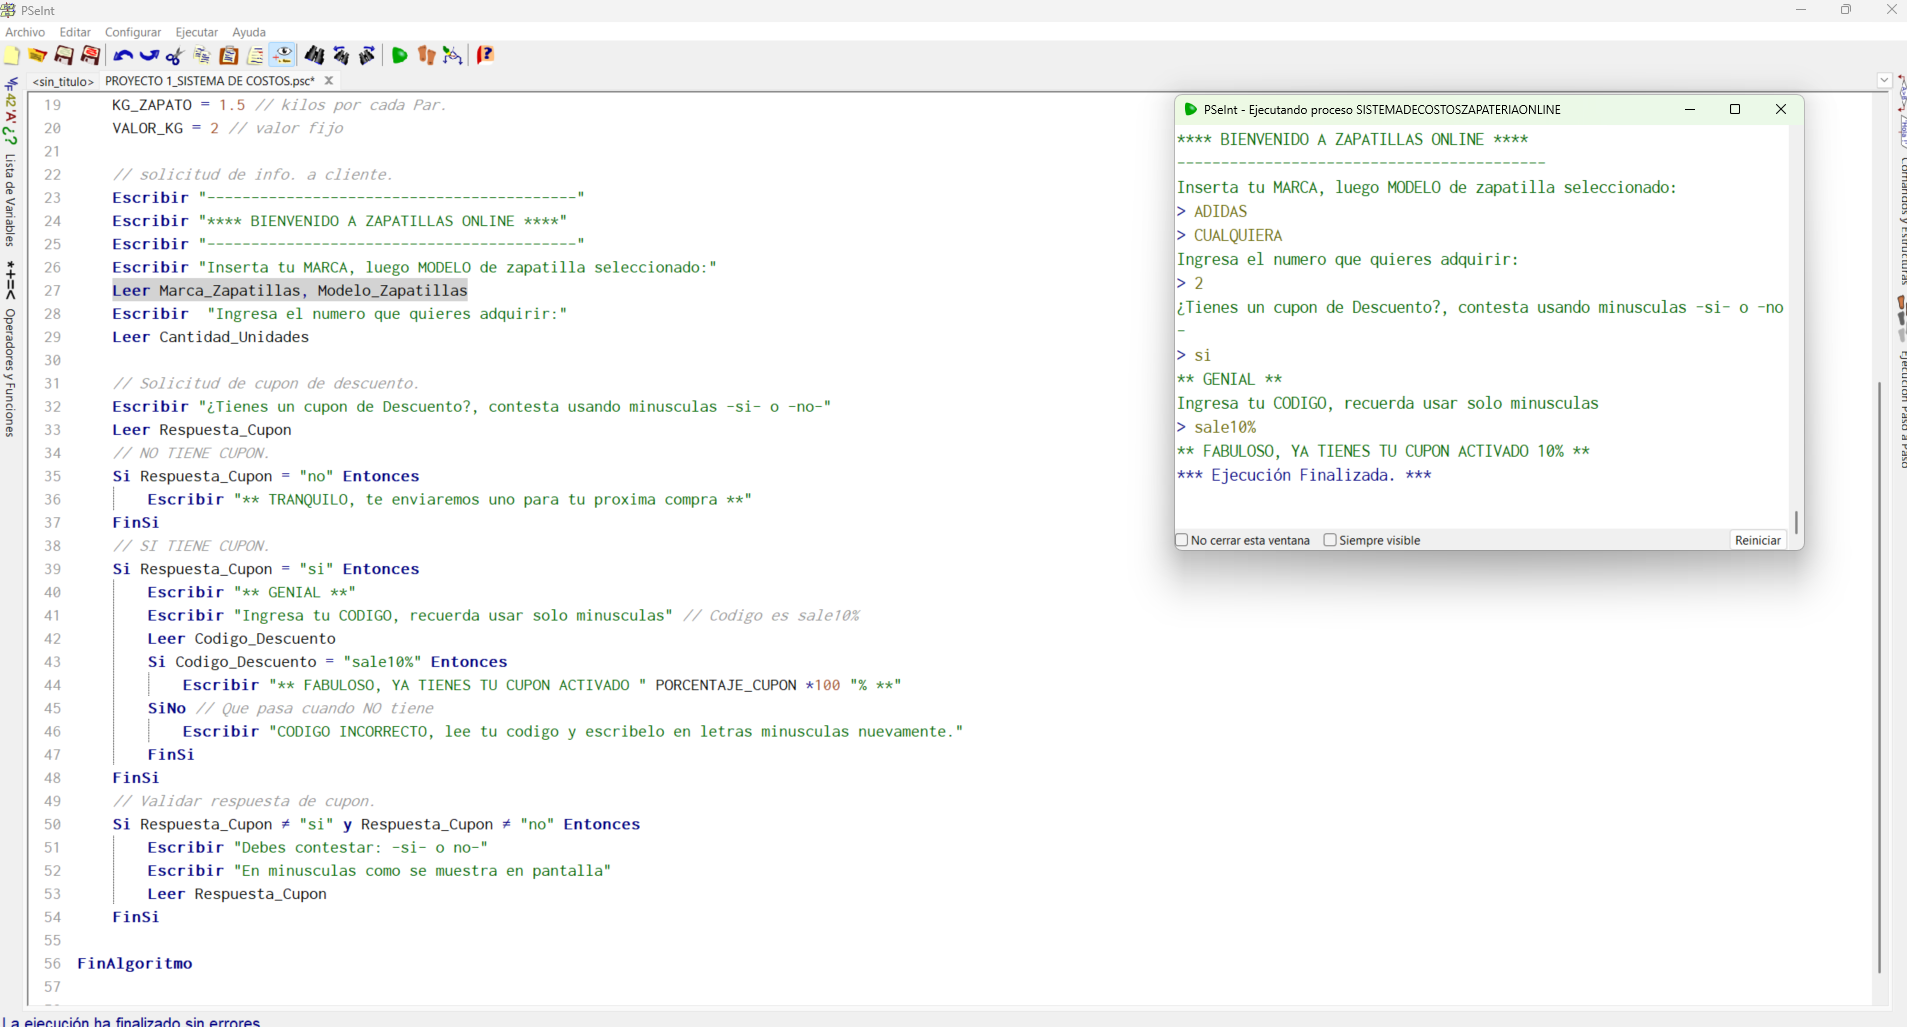 PSeInt
Archivo Editar Configurar Ejecutar Ayuda
<sin_titulo> PROYECTO 1_SISTEMA DE COSTOS.psc*
19 KG_ZAPATO = 1.5 // kilos por cada Par.
20 VALOR_KG = 2 // valor fijo
21
22 // solicitud de info. a cliente.
23 Escribir "------------------------------------------"
24 Escribir "**** BIENVENIDO A ZAPATILLAS ONLINE ****"
25 Escribir "------------------------------------------"
26 Escribir "Inserta tu MARCA, luego MODELO de zapatilla seleccionado:"
27 Leer Marca_Zapatillas, Modelo_Zapatillas
28 Escribir "Ingresa el numero que quieres adquirir:"
29 Leer Cantidad_Unidades
30
31 // Solicitud de cupon de descuento.
32 Escribir "¿Tienes un cupon de Descuento?, contesta usando minusculas -si- o -no-"
33 Leer Respuesta_Cupon
34 // NO TIENE CUPON.
35 Si Respuesta_Cupon = "no" Entonces
36 Escribir "** TRANQUILO, te enviaremos uno para tu proxima compra **"
37 FinSi
38 // SI TIENE CUPON.
39 Si Respuesta_Cupon = "si" Entonces
40 Escribir "** GENIAL **"
41 Escribir "Ingresa tu CODIGO, recuerda usar solo minusculas" // Codigo es sale10%
42 Leer Codigo_Descuento
43 Si Codigo_Descuento = "sale10%" Entonces
44 Escribir "** FABULOSO, YA TIENES TU CUPON ACTIVADO " PORCENTAJE_CUPON *100 "% **"
45 SiNo // Que pasa cuando NO tiene
46 Escribir "CODIGO INCORRECTO, lee tu codigo y escribelo en letras minusculas nuevamente."
47 FinSi
48 FinSi
49 // Validar respuesta de cupon.
50 Si Respuesta_Cupon ≠ "si" y Respuesta_Cupon ≠ "no" Entonces
51 Escribir "Debes contestar: -si- o no-"
52 Escribir "En minusculas como se muestra en pantalla"
53 Leer Respuesta_Cupon
54 FinSi
55
56 FinAlgoritmo
57
La ejecución ha finalizado sin errores.
Lista de Variables
*+=< Operadores y Funciones
PSeInt - Ejecutando proceso SISTEMADECOSTOSZAPATERIAONLINE
**** BIENVENIDO A ZAPATILLAS ONLINE ****
------------------------------------------
Inserta tu MARCA, luego MODELO de zapatilla seleccionado:
> ADIDAS
> CUALQUIERA
Ingresa el numero que quieres adquirir:
> 2
¿Tienes un cupon de Descuento?, contesta usando minusculas -si- o -no
-
> si
** GENIAL **
Ingresa tu CODIGO, recuerda usar solo minusculas
> sale10%
** FABULOSO, YA TIENES TU CUPON ACTIVADO 10% **
*** Ejecución Finalizada. ***
No cerrar esta ventana Siempre visible Reiniciar
Comandos y Estructuras
Ejecución Paso a Paso